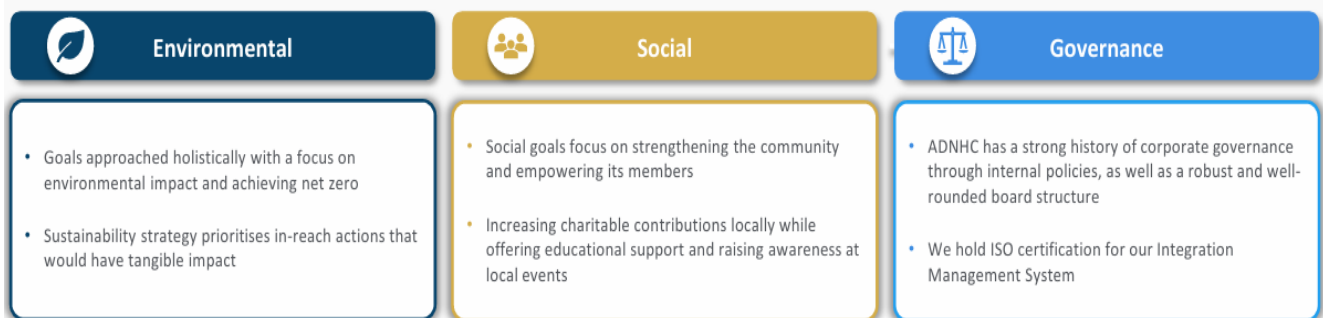 Environmental
• Goals approached holistically with a focus on
environmental impact and achieving net zero
• Sustainability strategy prioritises in-reach actions that
would have tangible impact
Social
• Social goals focus on strengthening the community
and empowering its members
• Increasing charitable contributions locally while
offering educational support and raising awareness at
local events
Governance
• ADNHC has a strong history of corporate governance
through internal policies, as well as a robust and well-
rounded board structure
• We hold ISO certification for our Integration
Management System